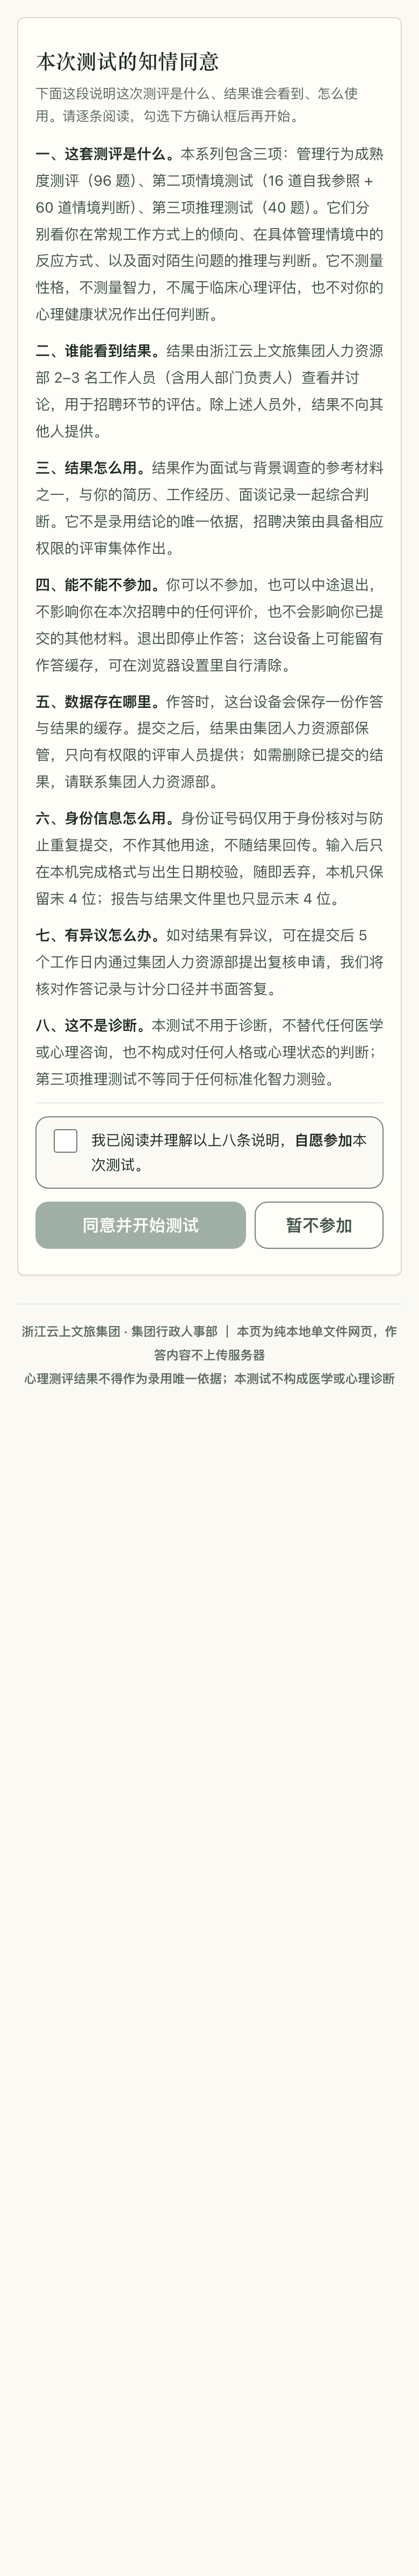 本次测试的知情同意
下面这段说明这次测评是什么、结果谁会看到、怎么使
用。请逐条阅读，勾选下方确认框后再开始。
一、这套测评是什么。本系列包含三项：管理行为成熟
度测评（96 题）、第二项情境测试（16 道自我参照 +
60 道情境判断）、第三项推理测试（40 题）。它们分
别看你在常规工作方式上的倾向、在具体管理情境中的
反应方式、以及面对陌生问题的推理与判断。它不测量
性格，不测量智力，不属于临床心理评估，也不对你的
心理健康状况作出任何判断。
二、谁能看到结果。结果由浙江云上文旅集团人力资源
部 2–3 名工作人员（含用人部门负责人）查看并讨
论，用于招聘环节的评估。除上述人员外，结果不向其
他人提供。
三、结果怎么用。结果作为面试与背景调查的参考材料
之一，与你的简历、工作经历、面谈记录一起综合判
断。它不是录用结论的唯一依据，招聘决策由具备相应
权限的评审集体作出。
四、能不能不参加。你可以不参加，也可以中途退出，
不影响你在本次招聘中的任何评价，也不会影响你已提
交的其他材料。退出即停止作答；这台设备上可能留有
作答缓存，可在浏览器设置里自行清除。
五、数据存在哪里。作答时，这台设备会保存一份作答
与结果的缓存。提交之后，结果由集团人力资源部保
管，只向有权限的评审人员提供；如需删除已提交的结
果，请联系集团人力资源部。
六、身份信息怎么用。身份证号码仅用于身份核对与防
止重复提交，不作其他用途，不随结果回传。输入后只
在本机完成格式与出生日期校验，随即丢弃，本机只保
留末 4 位；报告与结果文件里也只显示末 4 位。
七、有异议怎么办。如对结果有异议，可在提交后 5
个工作日内通过集团人力资源部提出复核申请，我们将
核对作答记录与计分口径并书面答复。
八、这不是诊断。本测试不用于诊断，不替代任何医学
或心理咨询，也不构成对任何人格或心理状态的判断；
第三项推理测试不等同于任何标准化智力测验。
我已阅读并理解以上八条说明，自愿参加本
次测试。
同意并开始测试
暂不参加
浙江云上文旅集团 · 集团行政人事部 ｜ 本页为纯本地单文件网页，作
答内容不上传服务器
心理测评结果不得作为录用唯一依据；本测试不构成医学或心理诊断